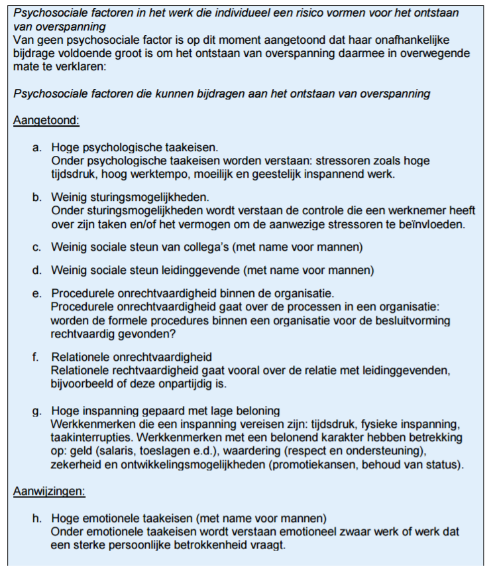 Psychosociale factoren in het werk die individueel een risico vormen voor het ontstaan
van overspanning
Van geen psychosociale factor is op dit moment aangetoond dat haar onafhankelijke
bijdrage voldoende groot is om het ontstaan van overspanning daarmee in overwegende
mate te verklaren:
Psychosociale factoren die kunnen bijdragen aan het ontstaan van overspanning
Aangetoond:
a. Hoge psychologische taakeisen.
Onder psychologische taakeisen worden verstaan: stressoren zoals hoge
tijdsdruk, hoog werktempo, moeilijk en geestelijk inspannend werk.
b. Weinig sturingsmogelijkheden.
Onder sturingsmogelijkheden wordt verstaan de controle die een werknemer heeft
over zijn taken en/of het vermogen om de aanwezige stressoren te beïnvloeden.
c. Weinig sociale steun van collega's (met name voor mannen)
d. Weinig sociale steun leidinggevende (met name voor mannen)
e. Procedurele onrechtvaardigheid binnen de organisatie.
Procedurele onrechtvaardigheid gaat over de processen in een organisatie:
worden de formele procedures binnen een organisatie voor de besluitvorming
rechtvaardig gevonden?
f. Relationele onrechtvaardigheid
Relationele rechtvaardigheid gaat vooral over de relatie met leidinggevenden,
bijvoorbeeld of deze onpartijdig is.
g. Hoge inspanning gepaard met lage beloning
Werkkenmerken die een inspanning vereisen zijn: tijdsdruk, fysieke inspanning,
taakinterrupties. Werkkenmerken met een belonend karakter hebben betrekking
op: geld (salaris, toeslagen e.d.), waardering (respect en ondersteuning),
zekerheid en ontwikkelingsmogelijkheden (promotiekansen, behoud van status).
Aanwijzingen:
h. Hoge emotionele taakeisen (met name voor mannen)
Onder emotionele taakeisen wordt verstaan emotioneel zwaar werk of werk dat
een sterke persoonlijke betrokkenheid vraagt.